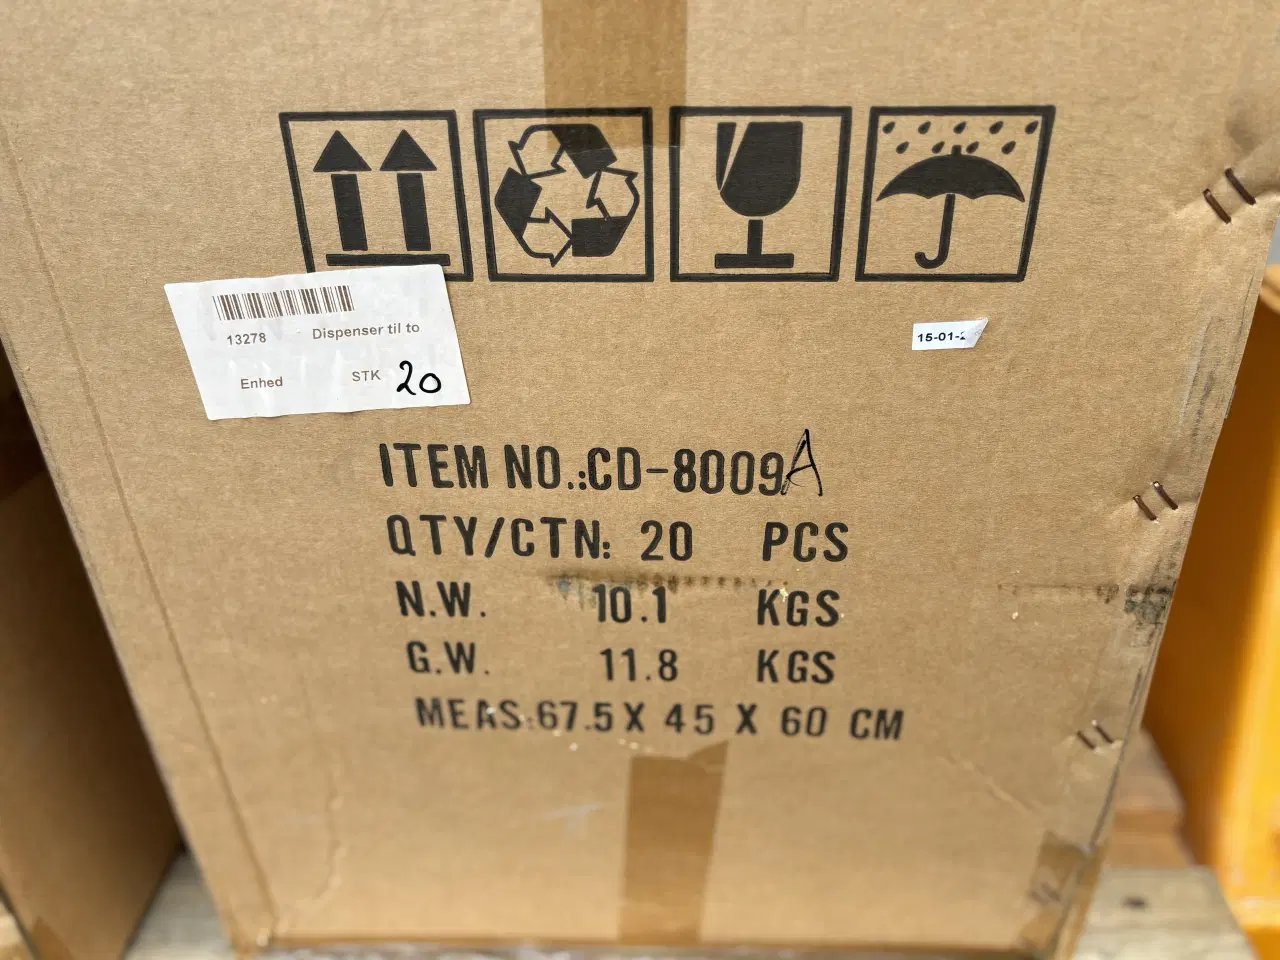 13278 Dispenser til to
Enhed STK 20
15-01-
ITEM NO.:CD-8009A
QTY/CTN: 20 PCS
N.W. 10.1 KGS
G.W. 11.8 KGS
MEAS:67.5 X 45 X 60 CM